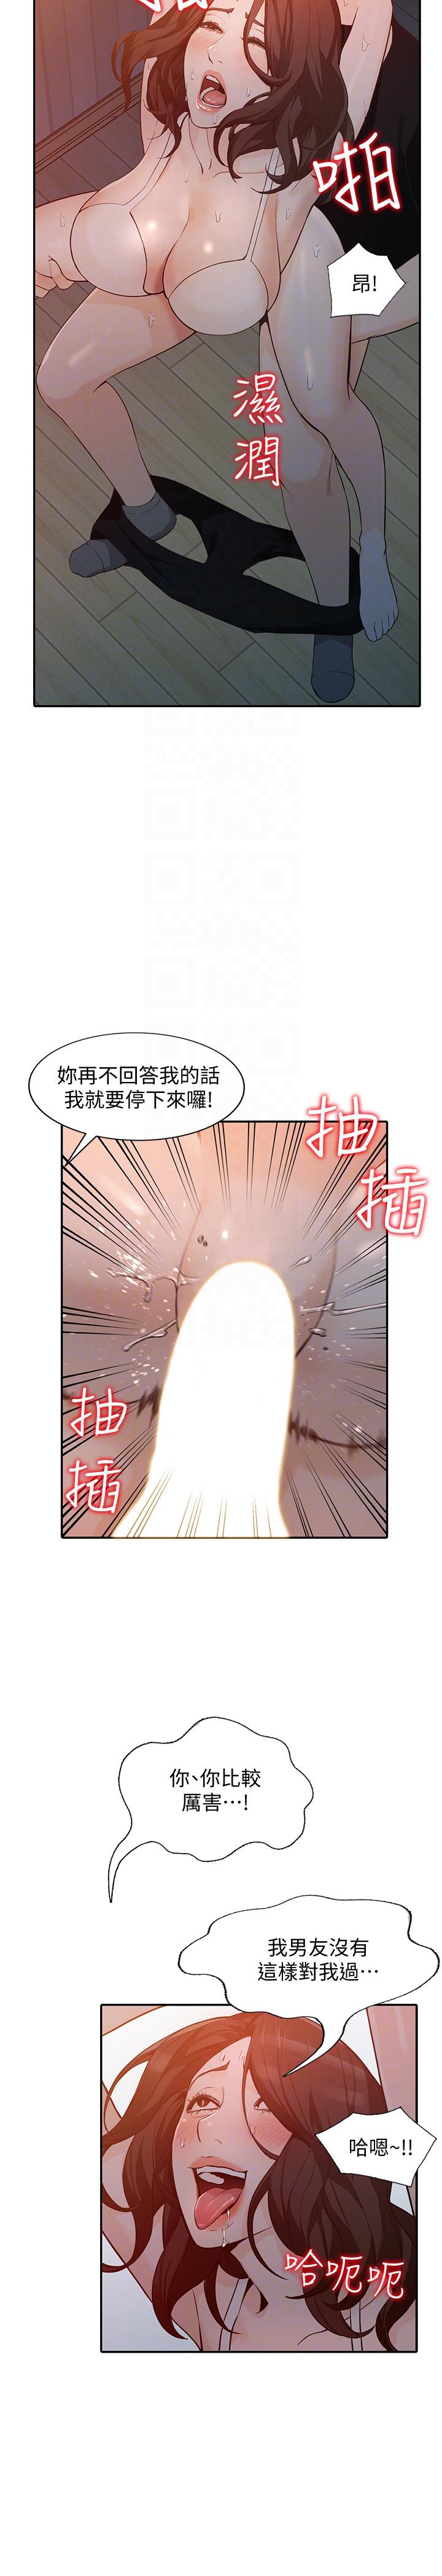 啪
昂!
濕
潤
妳再不回答我的話
我就要停下來囉!
抽
插
抽
插
你、你比較
厲害…!
我男友沒有
這樣對我過…
哈嗯~!!
哈呃呃